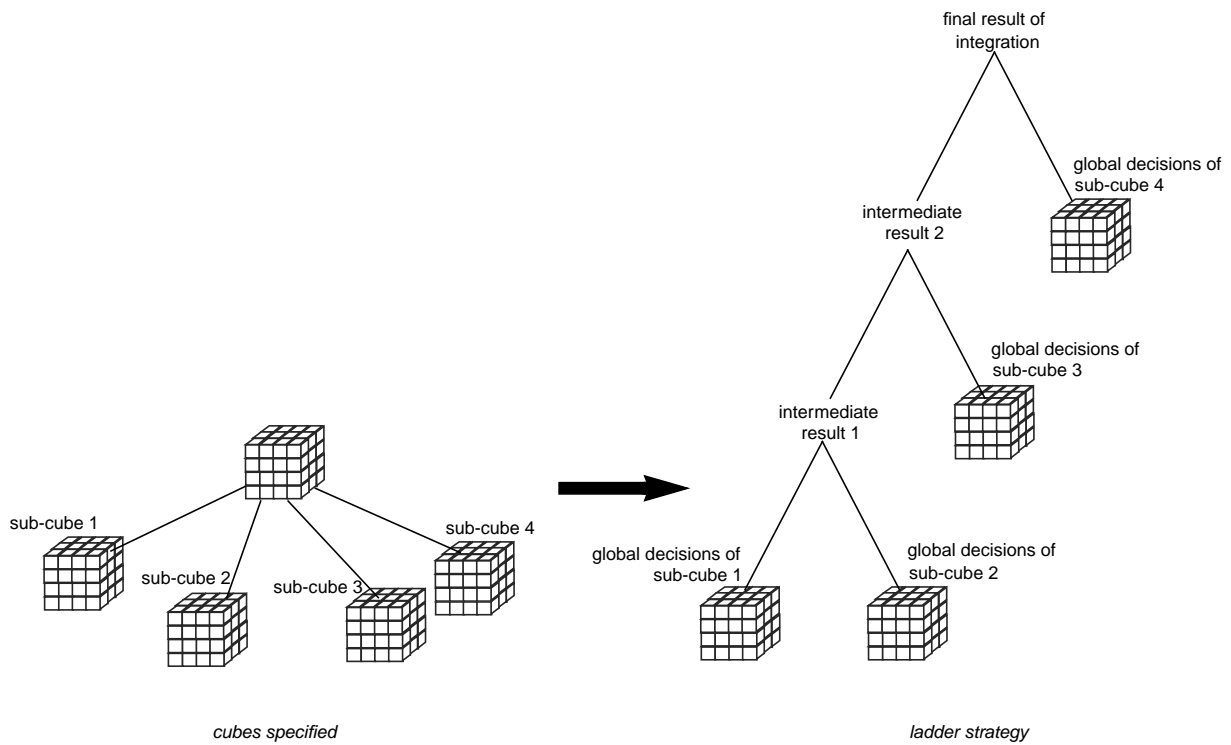 final result of
integration
global decisions of
sub-cube 4
intermediate
result 2
global decisions of
sub-cube 3
intermediate
result 1
sub-cube 1
sub-cube 2
sub-cube 3
sub-cube 4
global decisions of
sub-cube 1
global decisions of
sub-cube 2
cubes specified
ladder strategy